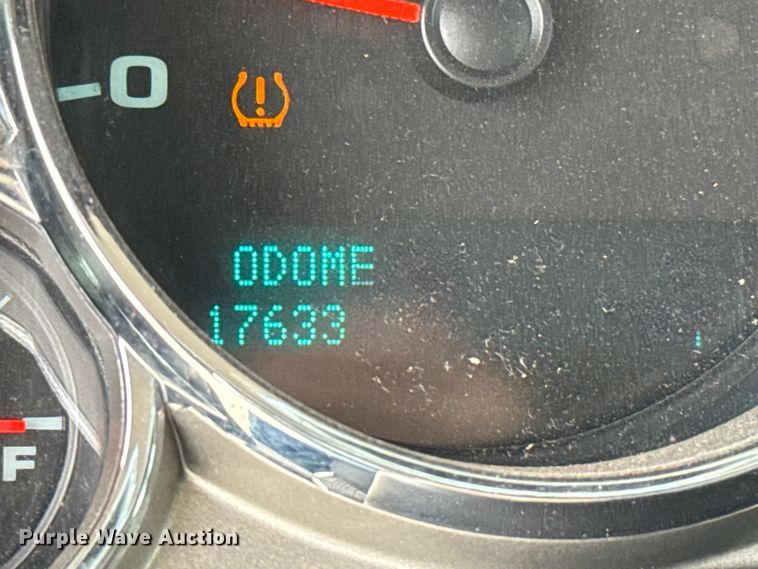 0
ODOME
17633
F
Purple Wave Auction